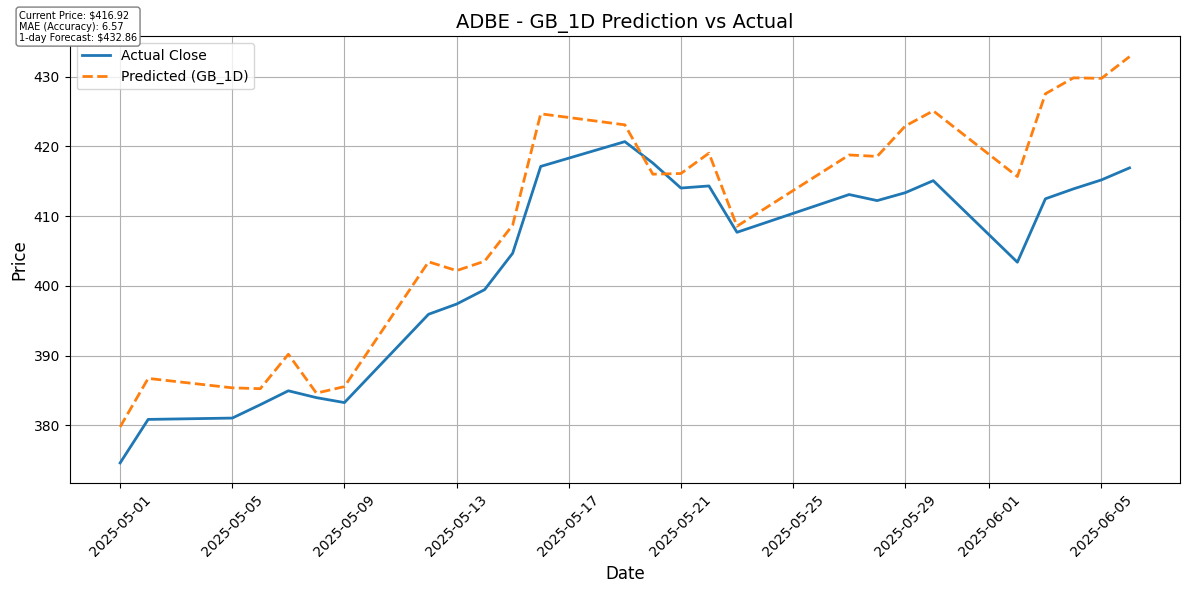 Current Price: $416.92
MAE (Accuracy): 6.57
1-day Forecast: $432.86
ADBE - GB_1D Prediction vs Actual
Actual Close
Predicted (GB_1D)
Price
430
420
410
400
390
380
2025-05-01
2025-05-05
2025-05-09
2025-05-13
2025-05-17
2025-05-21
2025-05-25
2025-05-29
2025-06-01
2025-06-05
Date